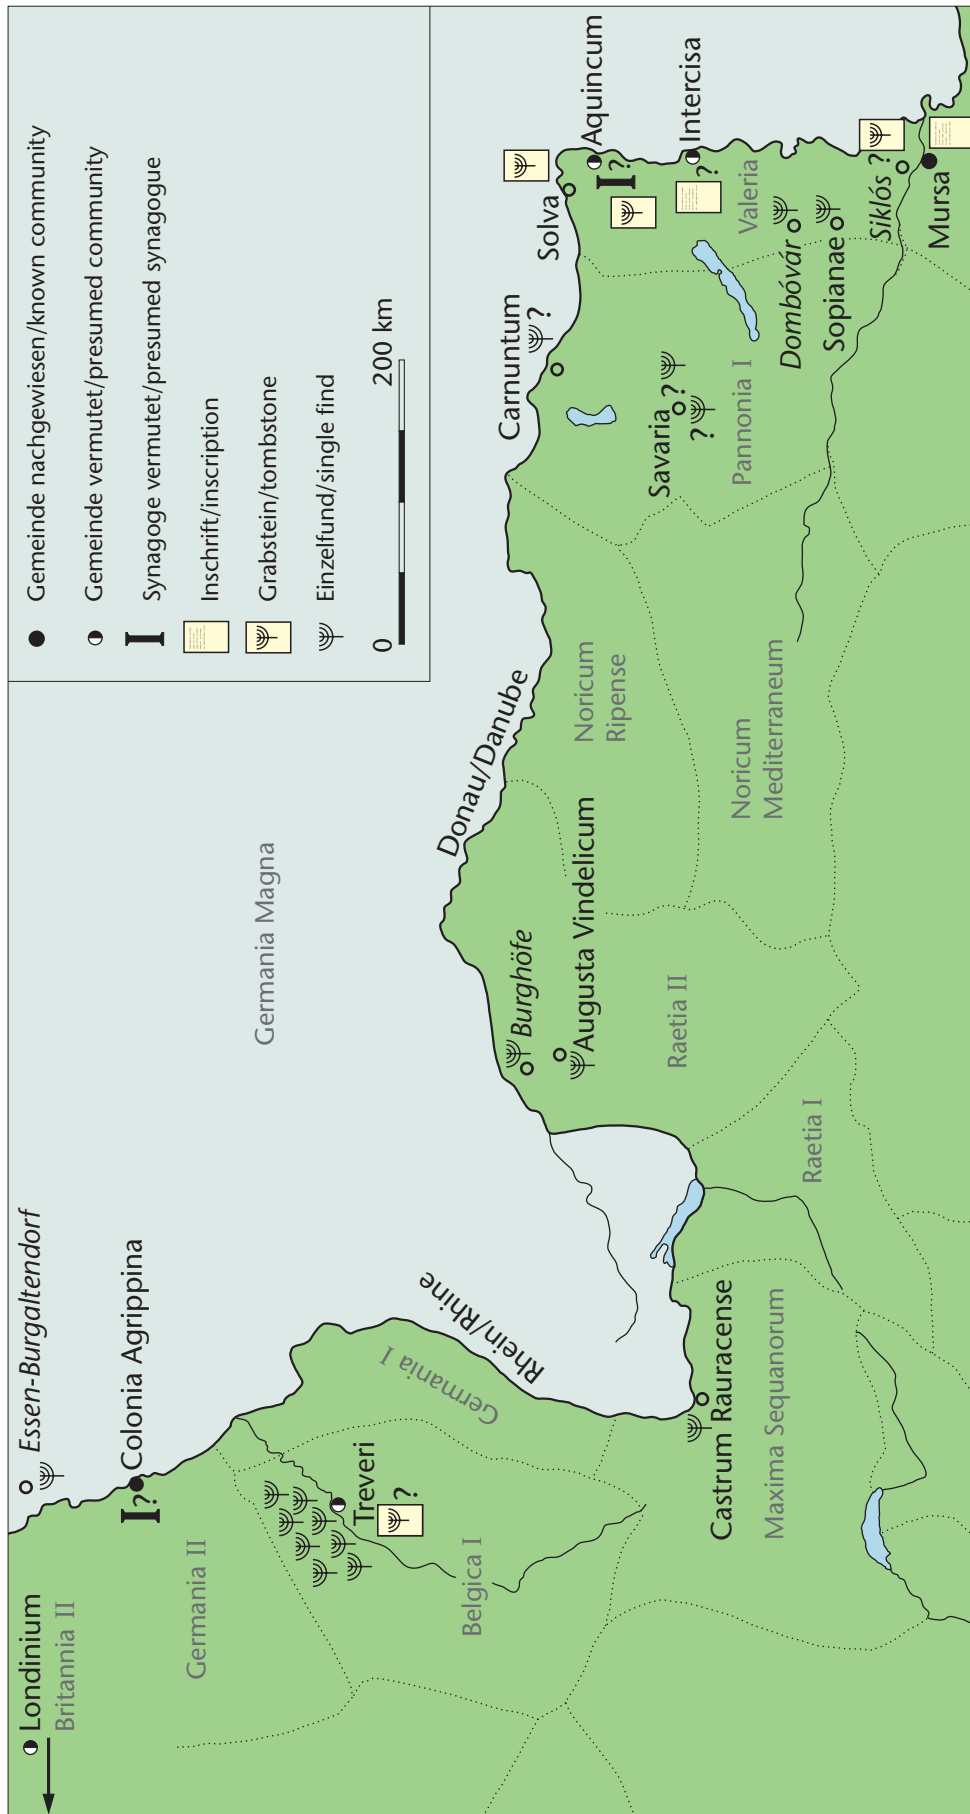 Gemeinde nachgewiesen/known community
Gemeinde vermutet/presumed community
Synagoge vermutet/presumed synagogue
Inschrift/inscription
Grabstein/tombstone
Einzelfund/single find
0 200 km
Londinium
Britannia II
Essen-Burgaltendorf
Colonia Agrippina
?
Germania II
Treveri
?
Belgica I
Germania I
Rhein/Rhine
Germania Magna
Castrum Rauracense
Maxima Sequanorum
Raetia I
Burghöfe
Augusta Vindelicum
Raetia II
Donau/Danube
Noricum
Ripense
Noricum
Mediterraneum
Carnuntum
?
Savaria
?
?
Pannonia I
Solva
Aquincum
?
Intercisa
?
Valeria
Dombóvár
Sopianae
Siklós
?
Mursa